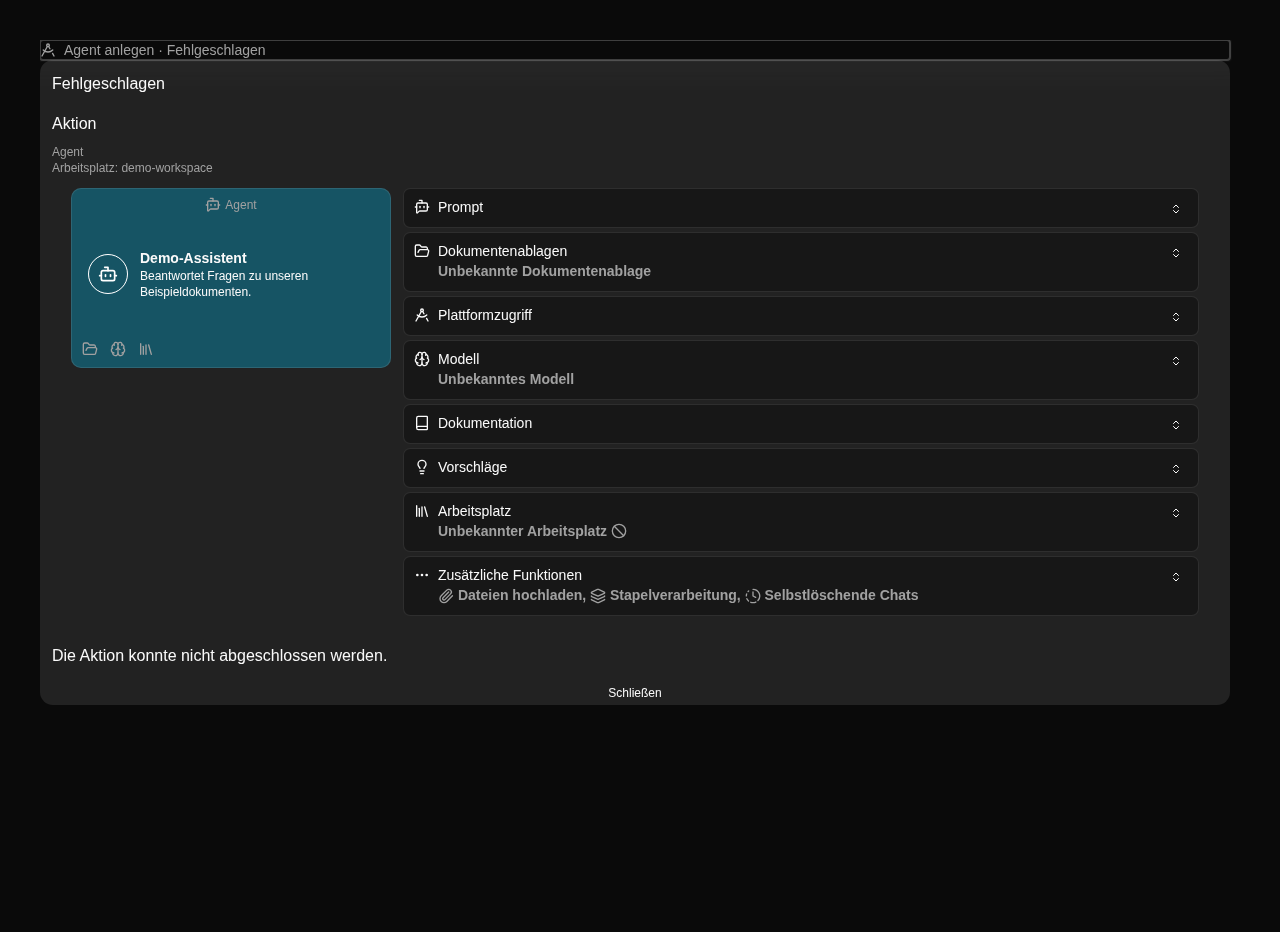 Agent anlegen · Fehlgeschlagen
Fehlgeschlagen
Aktion
Agent
Arbeitsplatz: demo-workspace
Agent
Demo-Assistent
Beantwortet Fragen zu unseren
Beispieldokumenten.
Prompt
Dokumentenablagen
Unbekannte Dokumentenablage
Plattformzugriff
Modell
Unbekanntes Modell
Dokumentation
Vorschläge
Arbeitsplatz
Unbekannter Arbeitsplatz
Zusätzliche Funktionen
Dateien hochladen, Stapelverarbeitung, Selbstlöschende Chats
Die Aktion konnte nicht abgeschlossen werden.
Schließen